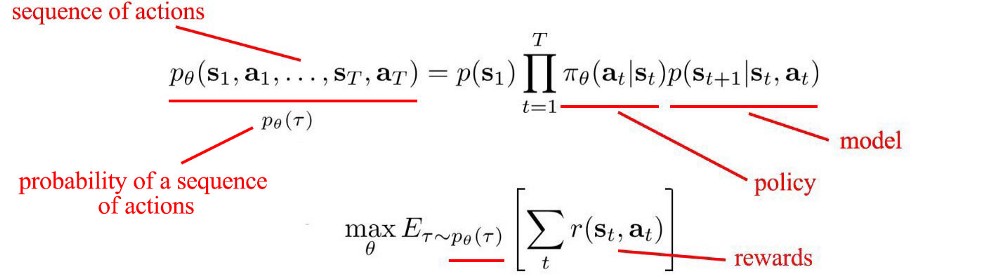 sequence of actions
p_θ(s_1, a_1, . . . , s_T, a_T) = p(s_1) ∏_{t=1}^{T} π_θ(a_t|s_t)p(s_{t+1}|s_t, a_t)
p_θ(τ)
model
probability of a sequence
of actions
policy
max_θ E_{τ∼p_θ(τ)} [∑_t r(s_t, a_t)]
rewards